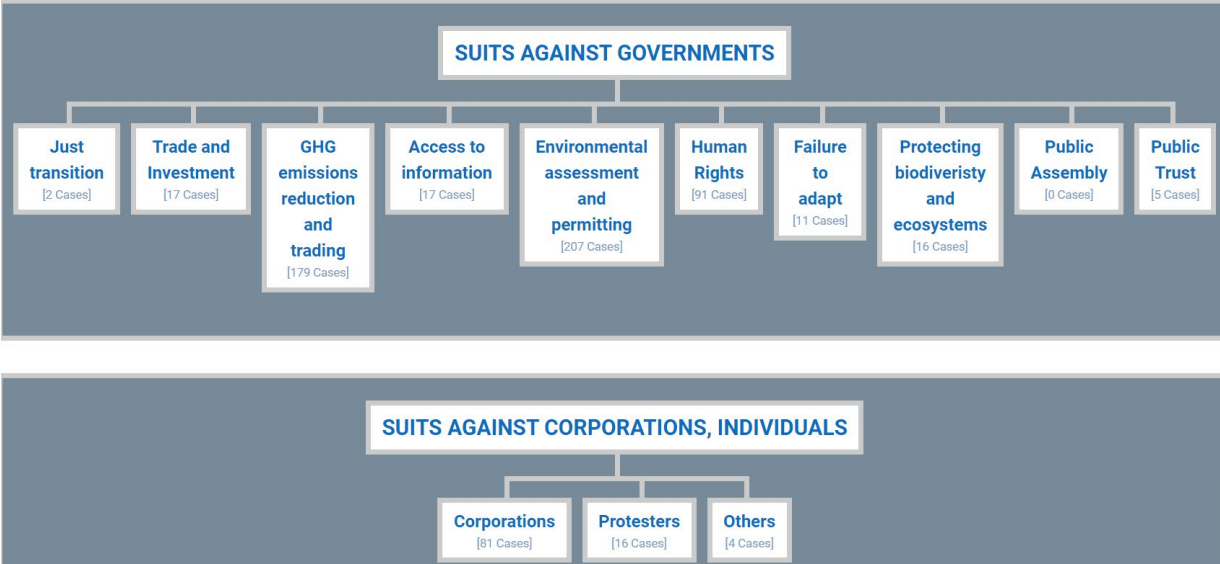 SUITS AGAINST GOVERNMENTS
Just
transition
[2 Cases]
Trade and
Investment
[17 Cases]
GHG
emissions
reduction
and
trading
[179 Cases]
Access to
information
[17 Cases]
Environmental
assessment
and
permitting
[207 Cases]
Human
Rights
[91 Cases]
Failure
to
adapt
[11 Cases]
Protecting
biodiveristy
and
ecosystems
[16 Cases]
Public
Assembly
[0 Cases]
Public
Trust
[5 Cases]
SUITS AGAINST CORPORATIONS, INDIVIDUALS
Corporations
[81 Cases]
Protesters
[16 Cases]
Others
[4 Cases]